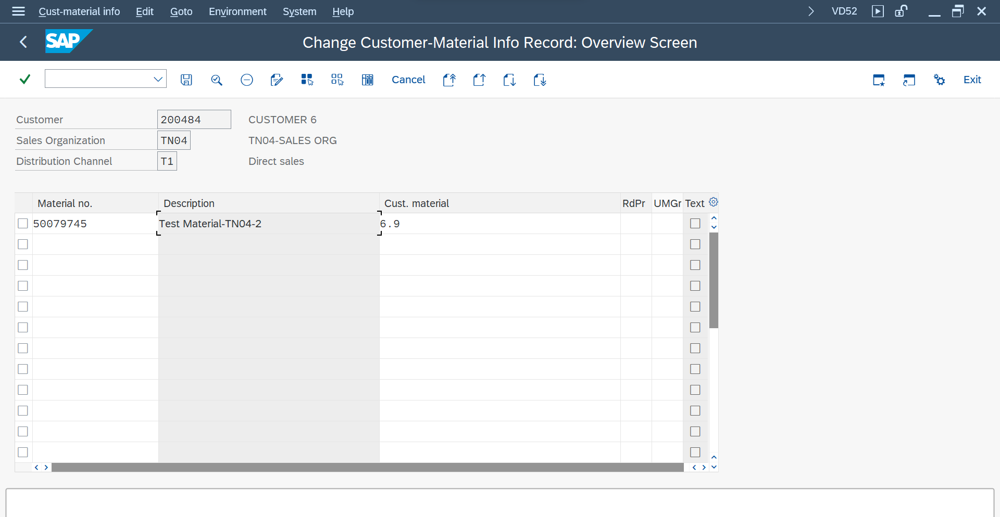 Cust-material info Edit Goto Environment System Help VD52
SAP Change Customer-Material Info Record: Overview Screen
Cancel Exit
Customer 200484 CUSTOMER 6
Sales Organization TN04 TN04-SALES ORG
Distribution Channel T1 Direct sales
Material no. Description Cust. material RdPr UMGr Text
50079745 Test Material-TN04-2 6.9